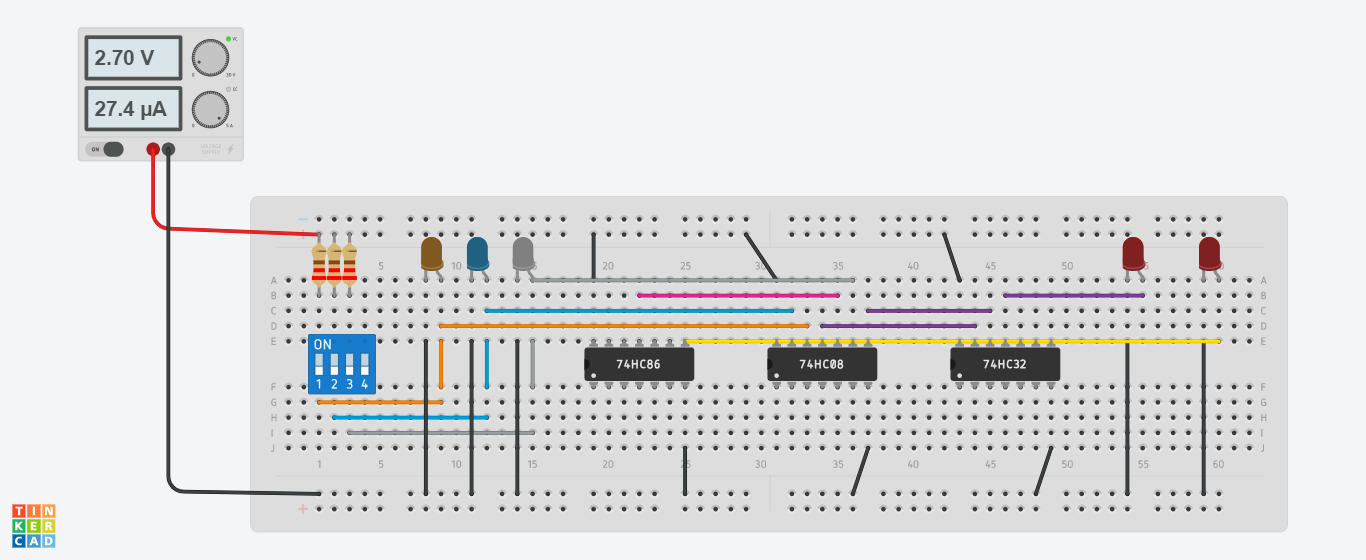 2.70 V
27.4 µA
ON
VOLTAGE
SUPPLY
5 10 15 20 25 30 35 40 45 50 55 60
A A
B B
C C
D D
E E
ON
1 2 3 4
74HC86 74HC08 74HC32
F F
G G
H H
I I
J J
1 5 10 15 20 25 30 35 40 45 50 55 60
TIN
KER
CAD